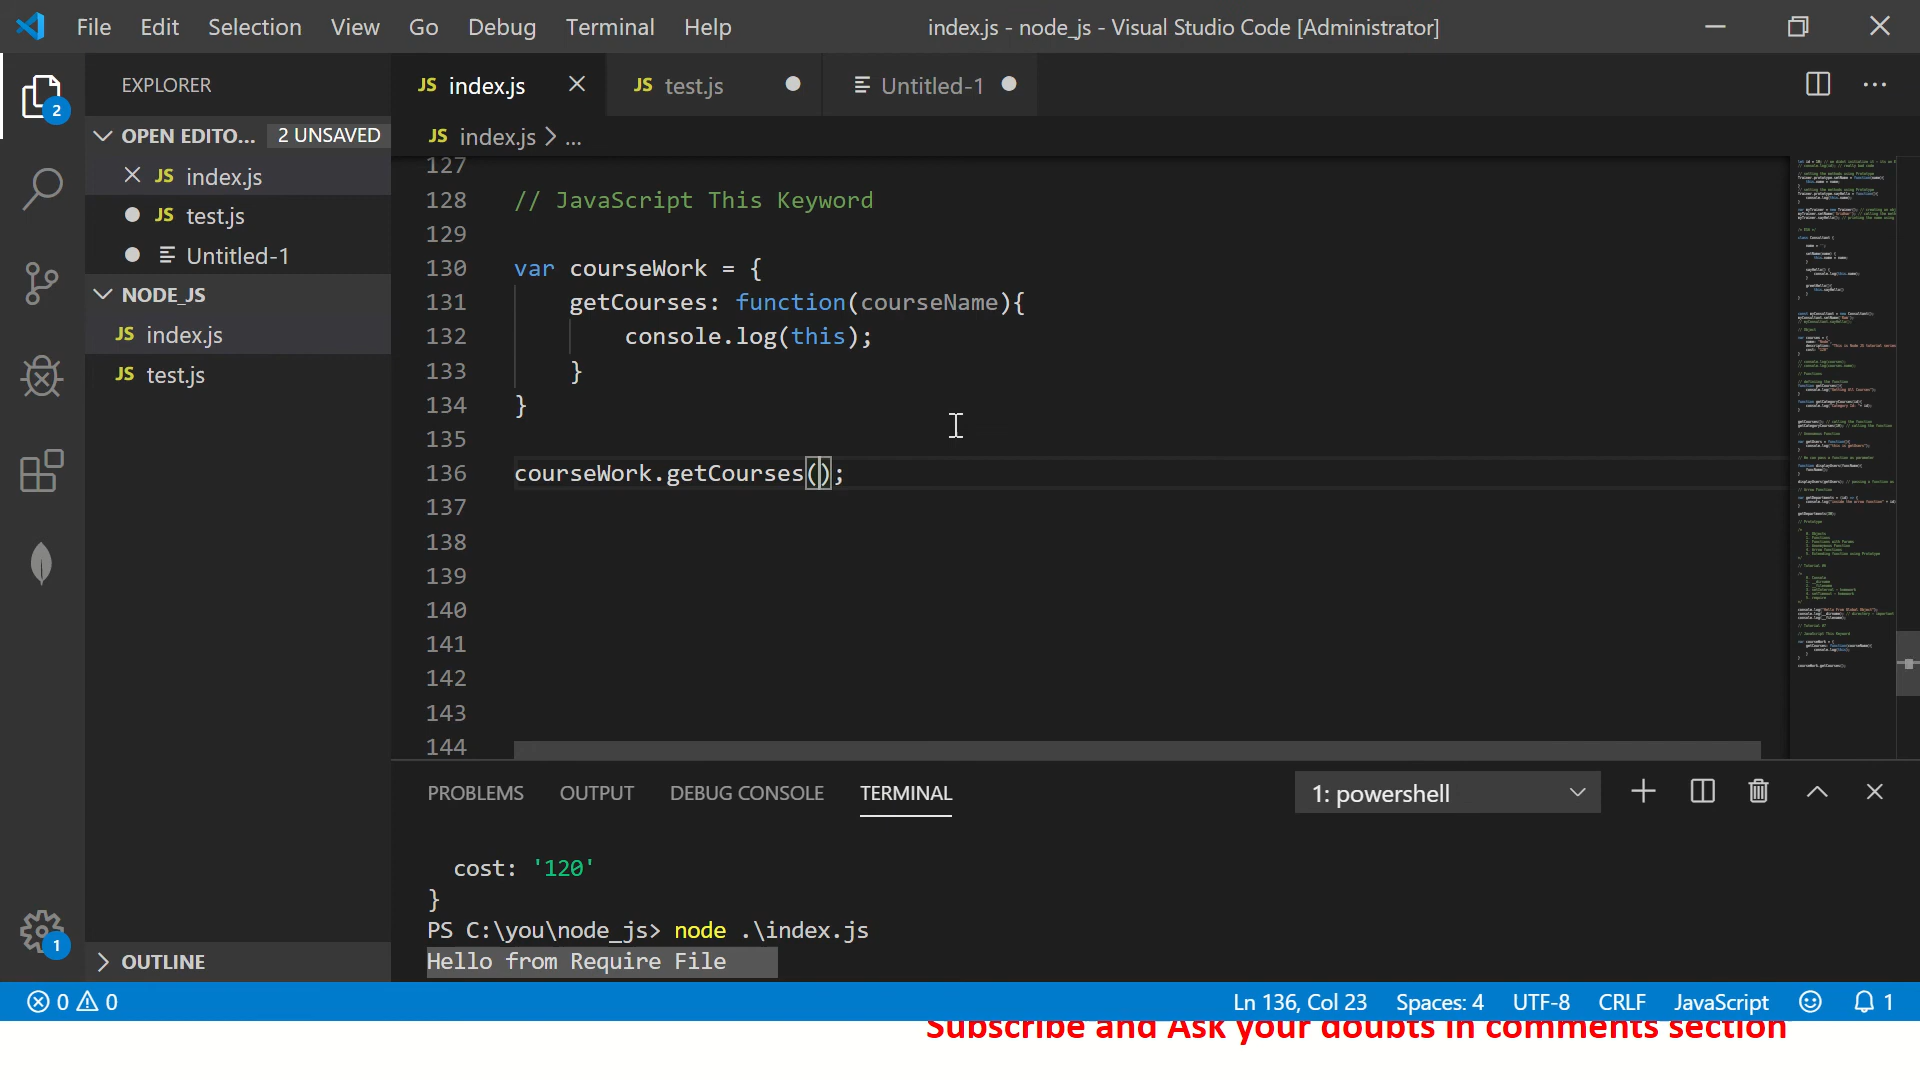 File Edit Selection View Go Debug Terminal Help
index.js - node_js - Visual Studio Code [Administrator]
EXPLORER
JS index.js
JS test.js
Untitled-1
OPEN EDITO... 2 UNSAVED
JS index.js > ...
JS index.js
JS test.js
Untitled-1
NODE_JS
JS index.js
JS test.js
OUTLINE
127
128 // JavaScript This Keyword
129
130 var courseWork = {
131 getCourses: function(courseName){
132 console.log(this);
133 }
134 }
135
136 courseWork.getCourses();
137
138
139
140
141
142
143
144
PROBLEMS OUTPUT DEBUG CONSOLE TERMINAL
1: powershell
cost: '120'
}
PS C:\you\node_js> node .\index.js
Hello from Require File
2
1
0 0
Ln 136, Col 23 Spaces: 4 UTF-8 CRLF JavaScript 1
Subscribe and Ask your doubts in comments section